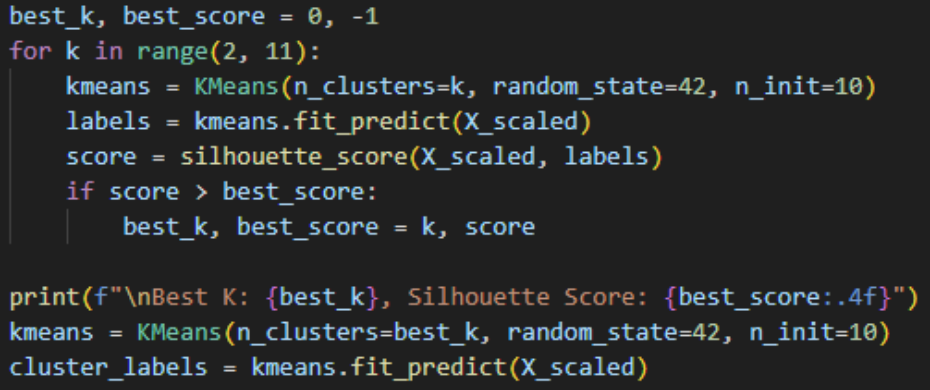 best_k, best_score = 0, -1
for k in range(2, 11):
    kmeans = KMeans(n_clusters=k, random_state=42, n_init=10)
    labels = kmeans.fit_predict(X_scaled)
    score = silhouette_score(X_scaled, labels)
    if score > best_score:
        best_k, best_score = k, score

print(f"\nBest K: {best_k}, Silhouette Score: {best_score:.4f}")
kmeans = KMeans(n_clusters=best_k, random_state=42, n_init=10)
cluster_labels = kmeans.fit_predict(X_scaled)